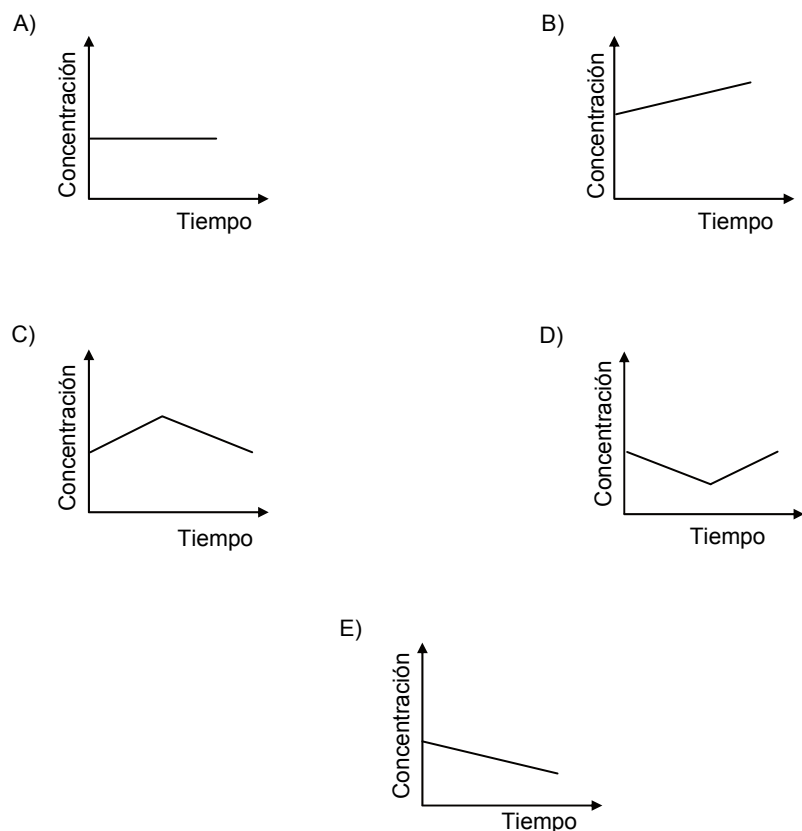 A)
Concentración
Tiempo
B)
Concentración
Tiempo
C)
Concentración
Tiempo
D)
Concentración
Tiempo
E)
Concentración
Tiempo